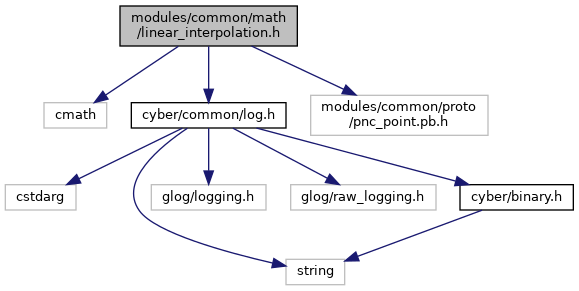 modules/common/math
/linear_interpolation.h
cmath
cyber/common/log.h
modules/common/proto
/pnc_point.pb.h
cstdarg
glog/logging.h
glog/raw_logging.h
cyber/binary.h
string